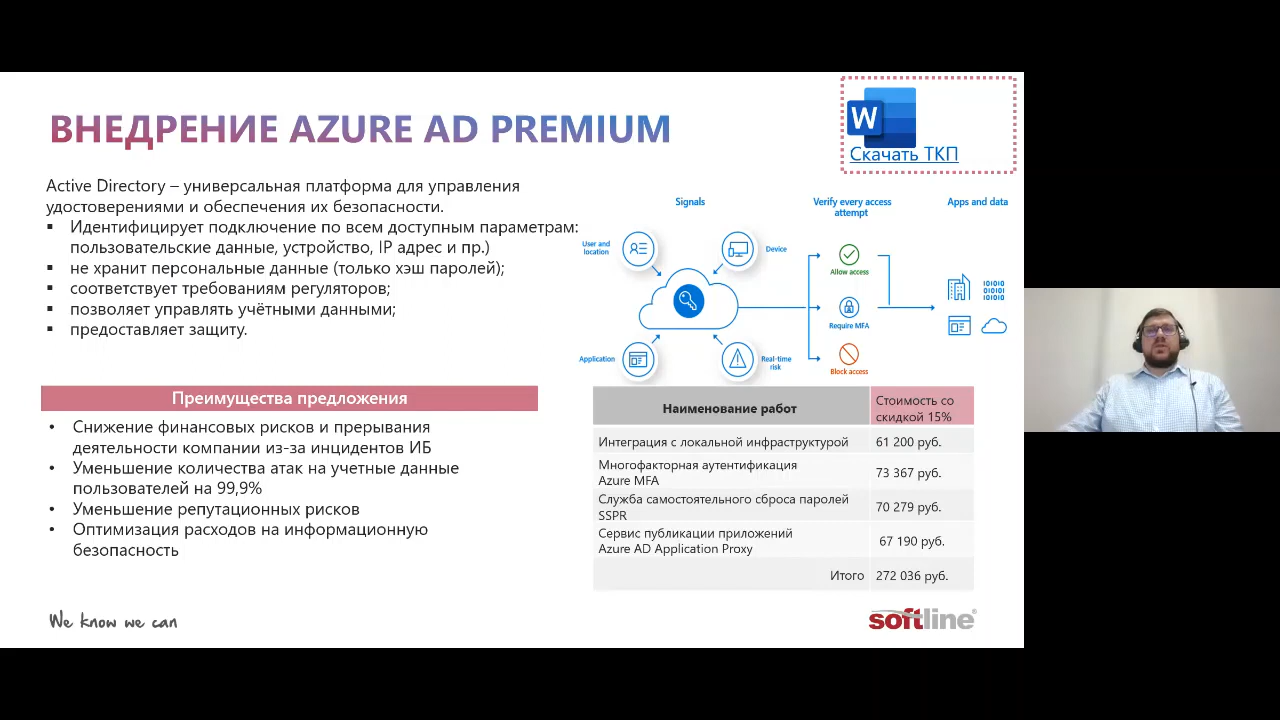 ВНЕДРЕНИЕ AZURE AD PREMIUM
W
Скачать ТКП
Active Directory – универсальная платформа для управления
удостоверениями и обеспечения их безопасности.
▪ Идентифицирует подключение по всем доступным параметрам:
пользовательские данные, устройство, IP адрес и пр.)
▪ не хранит персональные данные (только хэш паролей);
▪ соответствует требованиям регуляторов;
▪ позволяет управлять учётными данными;
▪ предоставляет защиту.
Signals
Verify every access
attempt
Apps and data
User and
location
Device
Allow access
Require MFA
Application
Real-time
risk
Block access
010101
010101
010101
Преимущества предложения
• Снижение финансовых рисков и прерывания
деятельности компании из-за инцидентов ИБ
• Уменьшение количества атак на учетные данные
пользователей на 99,9%
• Уменьшение репутационных рисков
• Оптимизация расходов на информационную
безопасность
Наименование работ
Стоимость со
скидкой 15%
Интеграция с локальной инфраструктурой 61 200 руб.
Многофакторная аутентификация
Azure MFA
73 367 руб.
Служба самостоятельного сброса паролей
SSPR
70 279 руб.
Сервис публикации приложений
Azure AD Application Proxy
67 190 руб.
Итого 272 036 руб.
We know we can
softline®